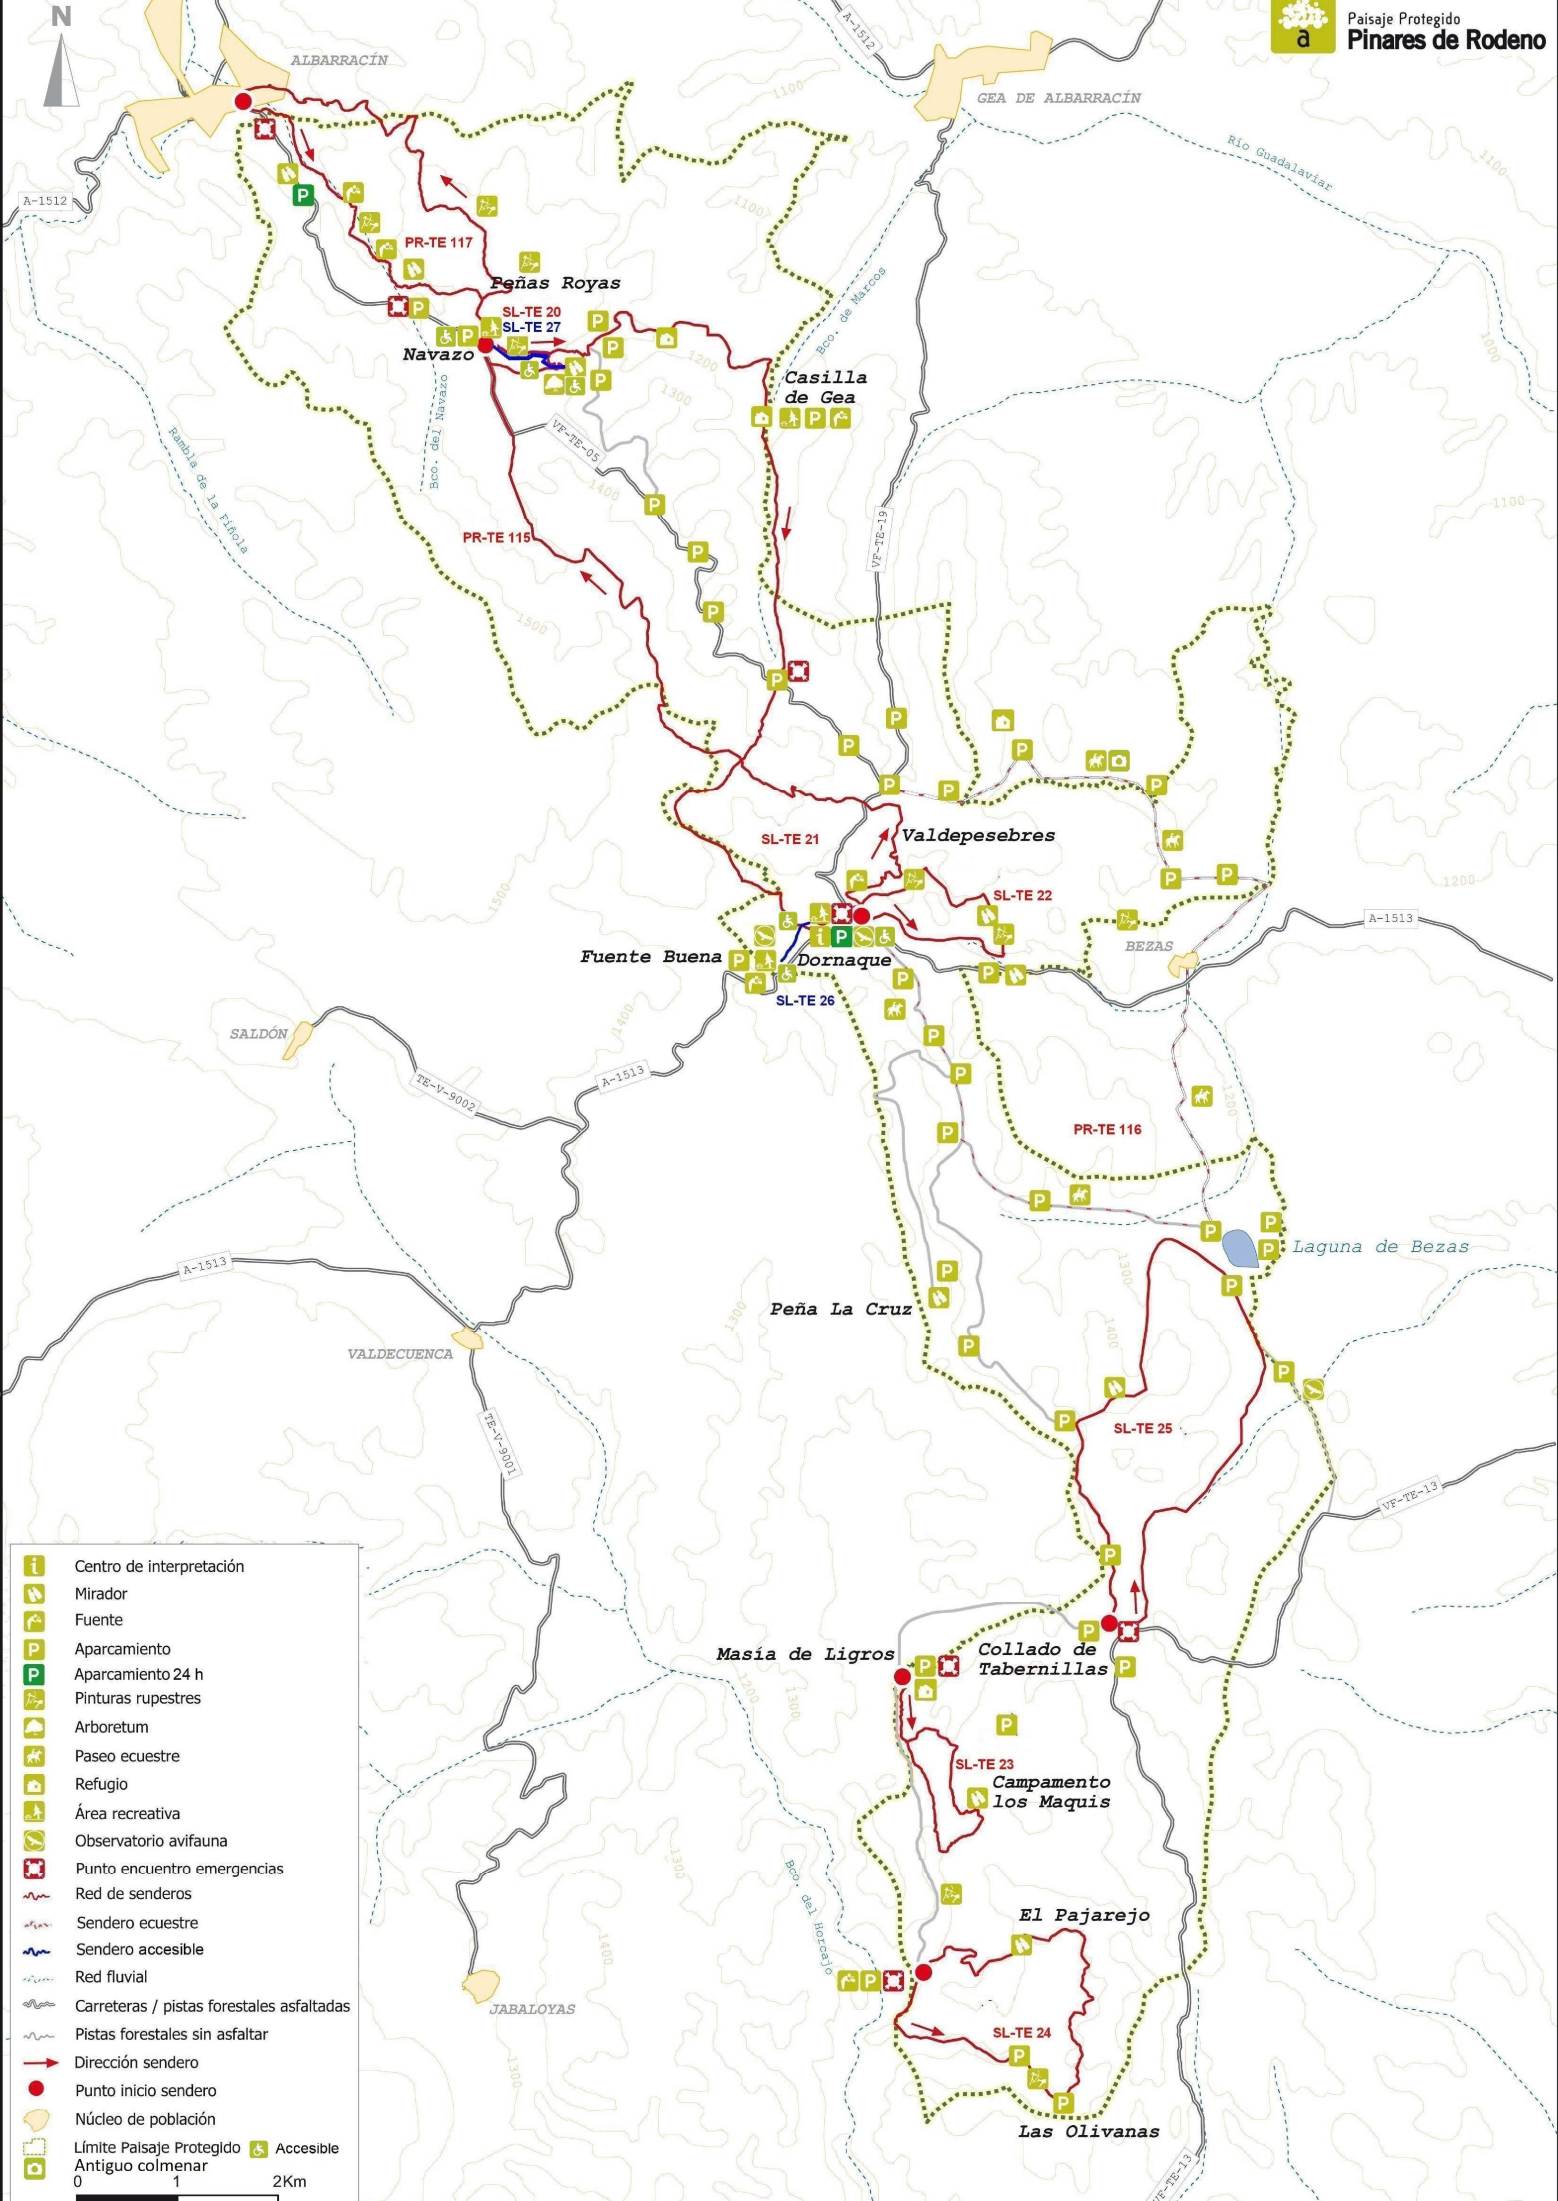 N
Paisaje Protegido
Pinares de Rodeno
a
ALBARRACÍN
A-1512
GEA DE ALBARRACÍN
1100
Río Guadalaviar
1100
A-1512
1100
Bco. de Marcos
PR-TE 117
Peñas Royas
SL-TE 20
SL-TE 27
Navazo
1000
1200
1300
Casilla
de Gea
Bco. del Navazo
VF-TE-05
Rambla de la Fiñola
1400
1100
VF-TE-19
PR-TE 115
1500
SL-TE 21
Valdepesebres
1500
1200
SL-TE 22
A-1513
BEZAS
Fuente Buena
Dornaque
SL-TE 26
1400
SALDÓN
A-1513
TE-V-9002
1200
PR-TE 116
Laguna de Bezas
A-1513
1300
1300
Peña La Cruz
1400
VALDECUENCA
SL-TE 25
TE-V-9001
VF-TE-13
Masía de Ligros
Collado de
Tabernillas
1200
1300
SL-TE 23
Campamento
los Maquis
1300
Bco. del Horcajo
El Pajarejo
1400
JABALOYAS
SL-TE 24
1300
Las Olivanas
VF-TE-13
i Centro de interpretación
Mirador
Fuente
P Aparcamiento
P Aparcamiento 24 h
Pinturas rupestres
Arboretum
Paseo ecuestre
Refugio
Área recreativa
Observatorio avifauna
Punto encuentro emergencias
Red de senderos
Sendero ecuestre
Sendero accesible
Red fluvial
Carreteras / pistas forestales asfaltadas
Pistas forestales sin asfaltar
Dirección sendero
Punto inicio sendero
Núcleo de población
Límite Paisaje Protegido Accesible
Antiguo colmenar
0 1 2Km